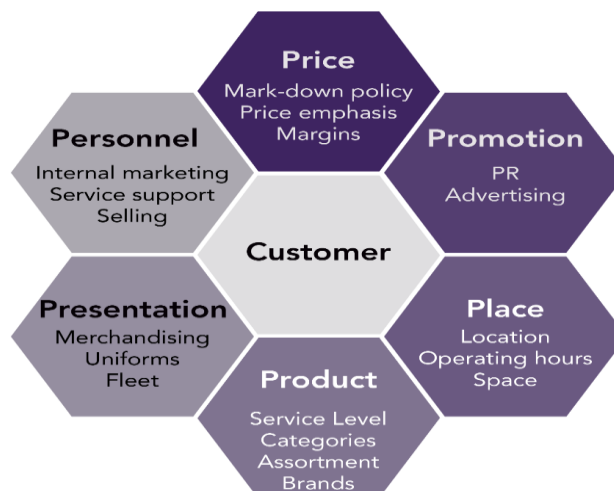 Price
Mark-down policy
Price emphasis
Margins
Personnel
Internal marketing
Service support
Selling
Promotion
PR
Advertising
Customer
Presentation
Merchandising
Uniforms
Fleet
Place
Location
Operating hours
Space
Product
Service Level
Categories
Assortment
Brands